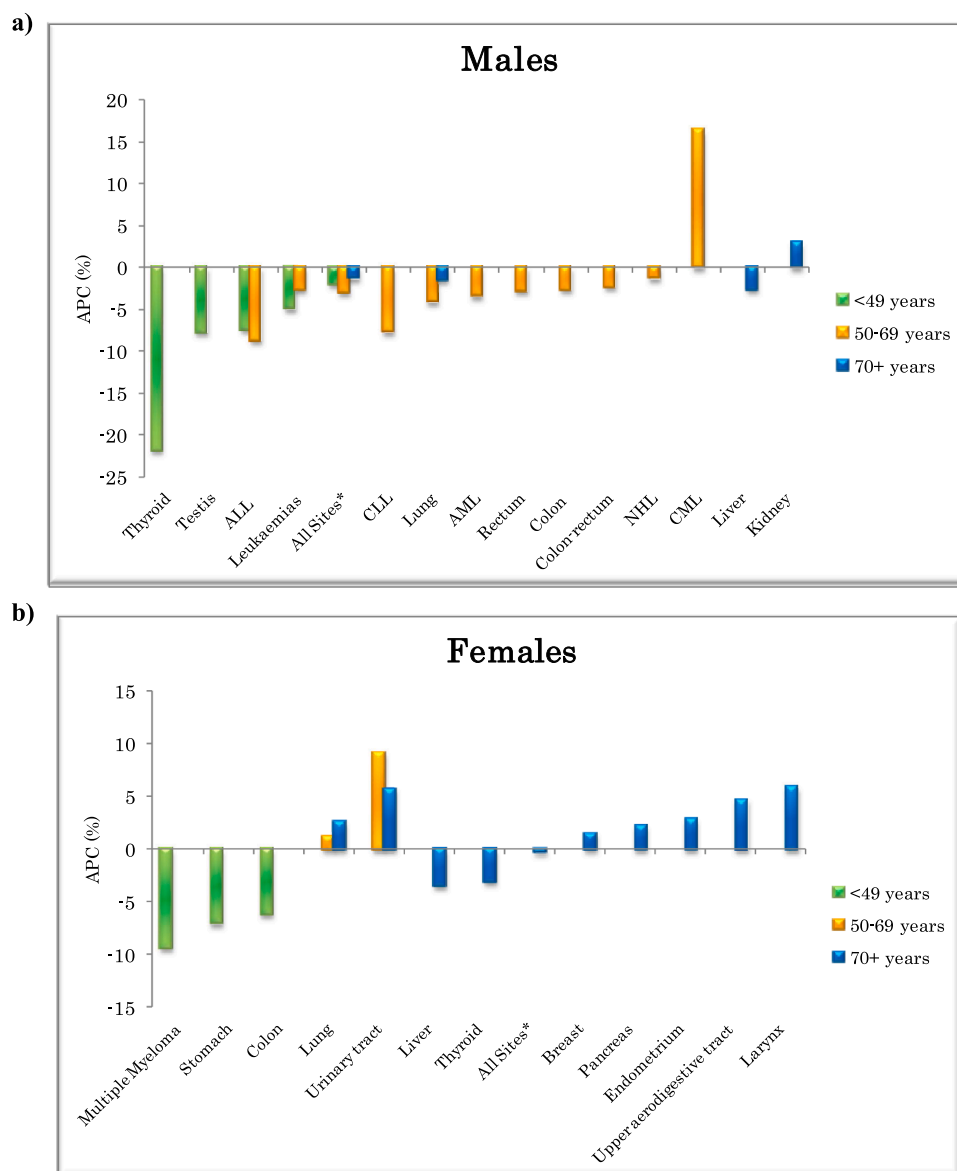 a)
Males
20
15
10
5
0
-5
-10
-15
-20
-25
APC (%)
Thyroid
Testis
ALL
Leukaemias
All Sites*
CLL
Lung
AML
Rectum
Colon
Colon-rectum
NHL
CML
Liver
Kidney
<49 years
50-69 years
70+ years
b)
Females
15
10
5
0
-5
-10
-15
APC (%)
Multiple Myeloma
Stomach
Colon
Lung
Urinary tract
Liver
Thyroid
All Sites*
Breast
Pancreas
Endometrium
Upper aerodigestive tract
Larynx
<49 years
50-69 years
70+ years